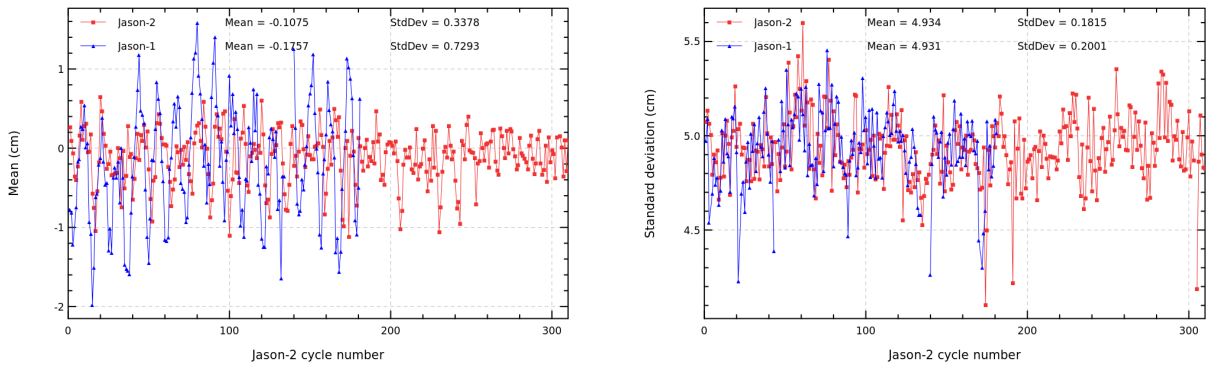 Jason-2 Mean = -0.1075 StdDev = 0.3378
Jason-1 Mean = -0.1757 StdDev = 0.7293
1
0
-1
-2
Mean (cm)
0 100 200 300
Jason-2 cycle number
Jason-2 Mean = 4.934 StdDev = 0.1815
Jason-1 Mean = 4.931 StdDev = 0.2001
5.5
5.0
4.5
Standard deviation (cm)
0 100 200 300
Jason-2 cycle number